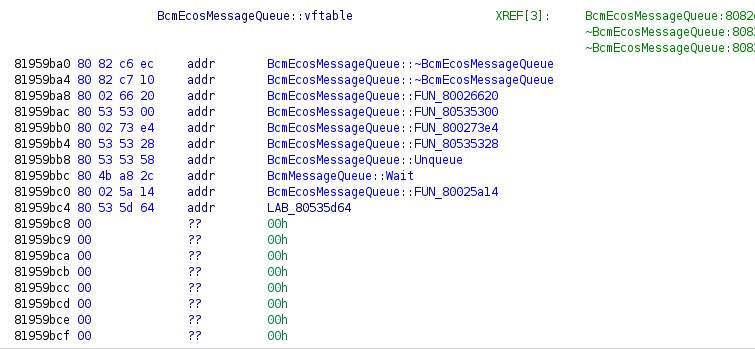 BcmEcosMessageQueue::vftable XREF[3]: BcmEcosMessageQueue:8082
~BcmEcosMessageQueue:808
~BcmEcosMessageQueue:808
81959ba0 80 82 c6 ec addr BcmEcosMessageQueue::~BcmEcosMessageQueue
81959ba4 80 82 c7 10 addr BcmEcosMessageQueue::~BcmEcosMessageQueue
81959ba8 80 02 66 20 addr BcmEcosMessageQueue::FUN_80026620
81959bac 80 53 53 00 addr BcmEcosMessageQueue::FUN_80535300
81959bb0 80 02 73 e4 addr BcmEcosMessageQueue::FUN_800273e4
81959bb4 80 53 53 28 addr BcmEcosMessageQueue::FUN_80535328
81959bb8 80 53 53 58 addr BcmEcosMessageQueue::Unqueue
81959bbc 80 4b a8 2c addr BcmMessageQueue::Wait
81959bc0 80 02 5a 14 addr BcmEcosMessageQueue::FUN_80025a14
81959bc4 80 53 5d 64 addr LAB_80535d64
81959bc8 00 ?? 00h
81959bc9 00 ?? 00h
81959bca 00 ?? 00h
81959bcb 00 ?? 00h
81959bcc 00 ?? 00h
81959bcd 00 ?? 00h
81959bce 00 ?? 00h
81959bcf 00 ?? 00h